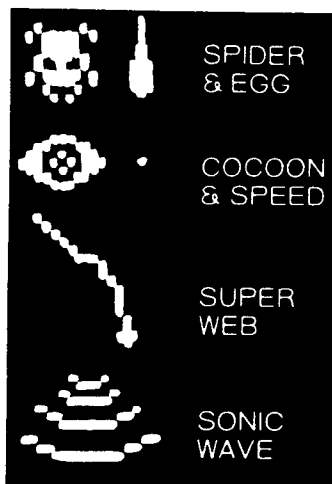 SPIDER
& EGG
COCOON
& SPEED
SUPER
WEB
SONIC
WAVE